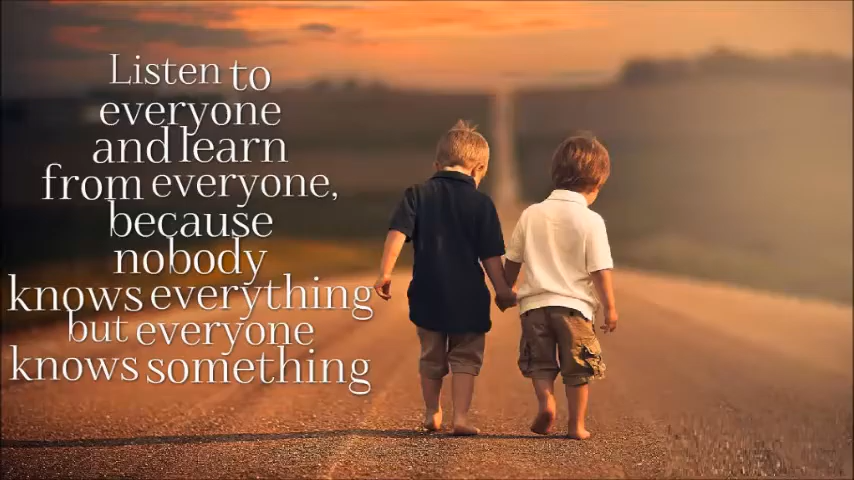 Listen to
everyone
and learn
from everyone,
because
nobody
knows everything
but everyone
knows something